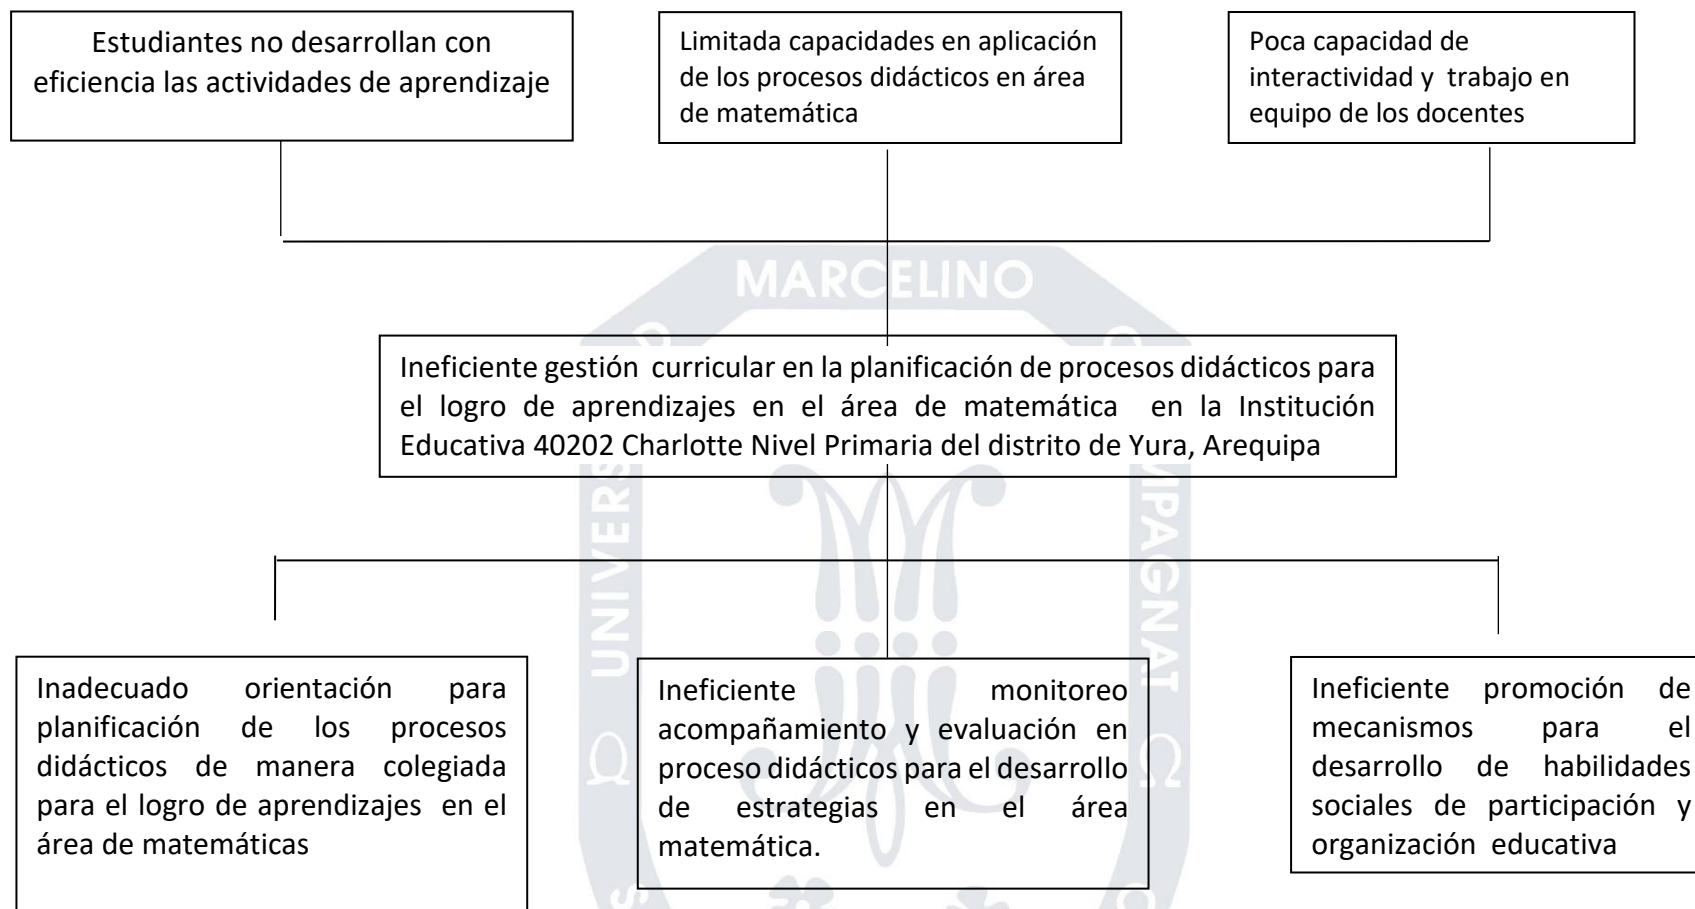 Estudiantes no desarrollan con
eficiencia las actividades de aprendizaje
Limitada capacidades en aplicación
de los procesos didácticos en área
de matemática
Poca capacidad de
interactividad y trabajo en
equipo de los docentes
MARCELINO
Ineficiente gestión curricular en la planificación de procesos didácticos para
el logro de aprendizajes en el área de matemática en la Institución
Educativa 40202 Charlotte Nivel Primaria del distrito de Yura, Arequipa
Inadecuado orientación para
planificación de los procesos
didácticos de manera colegiada
para el logro de aprendizajes en el
área de matemáticas
Ineficiente monitoreo
acompañamiento y evaluación en
proceso didácticos para el desarrollo
de estrategias en el área
matemática.
Ineficiente promoción de
mecanismos para el
desarrollo de habilidades
sociales de participación y
organización educativa